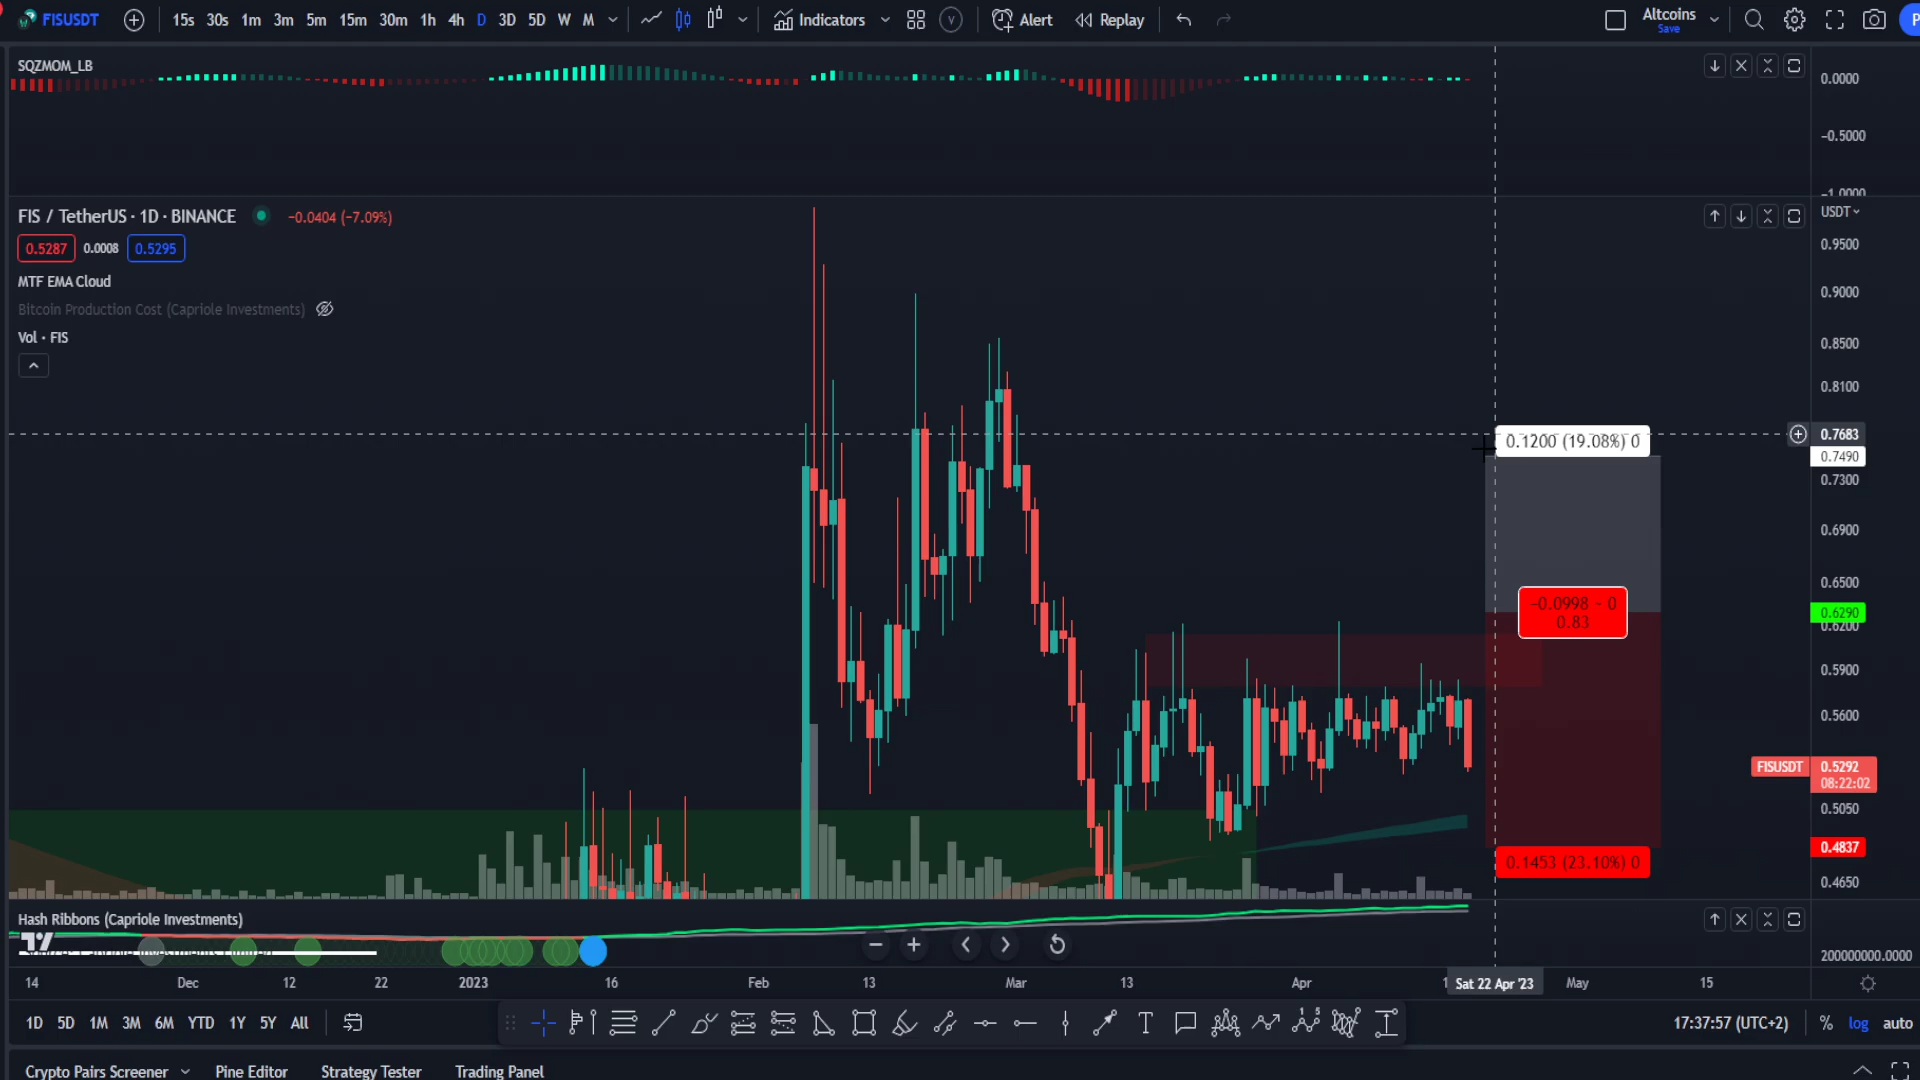 FISUSDT 15s 30s 1m 3m 5m 15m 30m 1h 4h D 3D 5D W M Indicators V Alert Replay Altcoins P
Save
SQZMOM_LB
0.0000
-0.5000
-1.0000
FIS / TetherUS · 1D · BINANCE −0.0404 (−7.09%) USDT
0.5287 0.0008 0.5295
MTF EMA Cloud
Bitcoin Production Cost (Capriole Investments)
Vol · FIS
0.9500
0.9000
0.8500
0.8100
0.7683
0.1200 (19.08%) 0
0.7490
0.7300
0.6900
0.6500
-0.0998 - 0
0.83
0.6290
0.6200
0.5900
0.5600
FISUSDT 0.5292
08:22:02
0.5050
0.4837
0.1453 (23.10%) 0
0.4650
Hash Ribbons (Capriole Investments)
200000000.0000
14 Dec 12 22 2023 16 Feb 13 Mar 13 Apr 1 Sat 22 Apr '23 May 15
1D 5D 1M 3M 6M YTD 1Y 5Y All T 17:37:57 (UTC+2) % log auto
Crypto Pairs Screener Pine Editor Strategy Tester Trading Panel